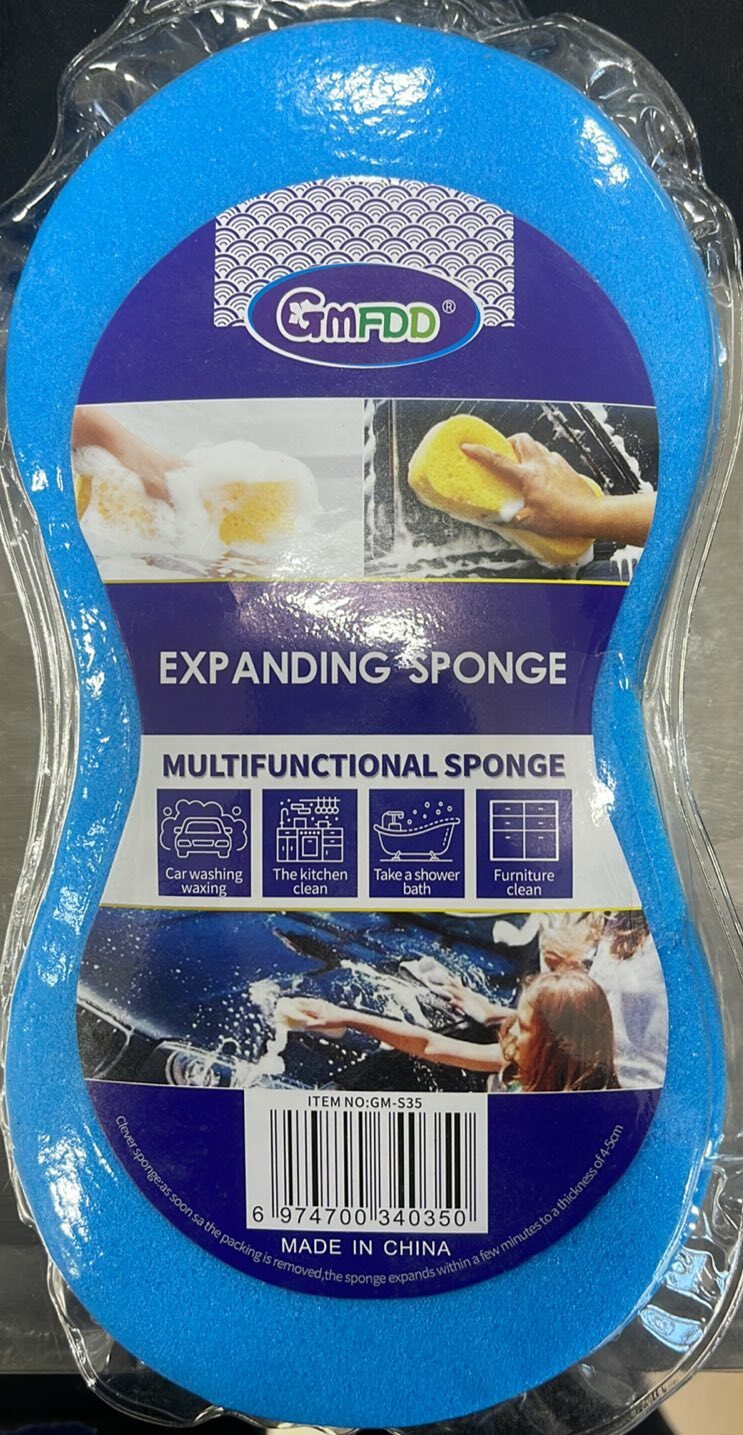 GMFDD®
EXPANDING SPONGE
MULTIFUNCTIONAL SPONGE
Car washing
waxing
The kitchen
clean
Take a shower
bath
Furniture
clean
ITEM NO:GM-S35
6 974700 340350
MADE IN CHINA
Clever sponge:as soon sa the packing is removed,the sponge expands within a few minutes to a thickness of 4-5cm